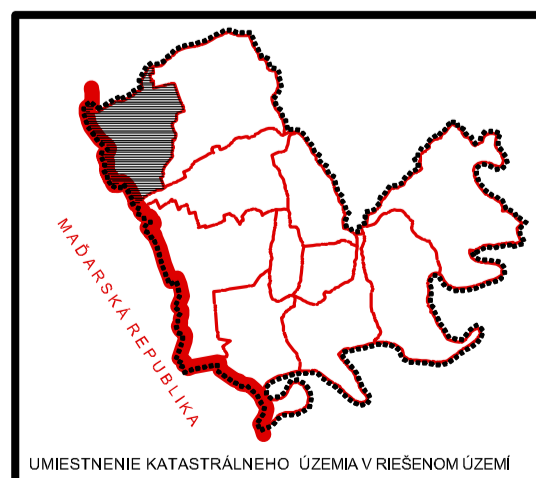 MAĎARSKÁ REPUBLIKA
UMIESTNENIE KATASTRÁLNEHO ÚZEMIA V RIEŠENOM ÚZEMÍ